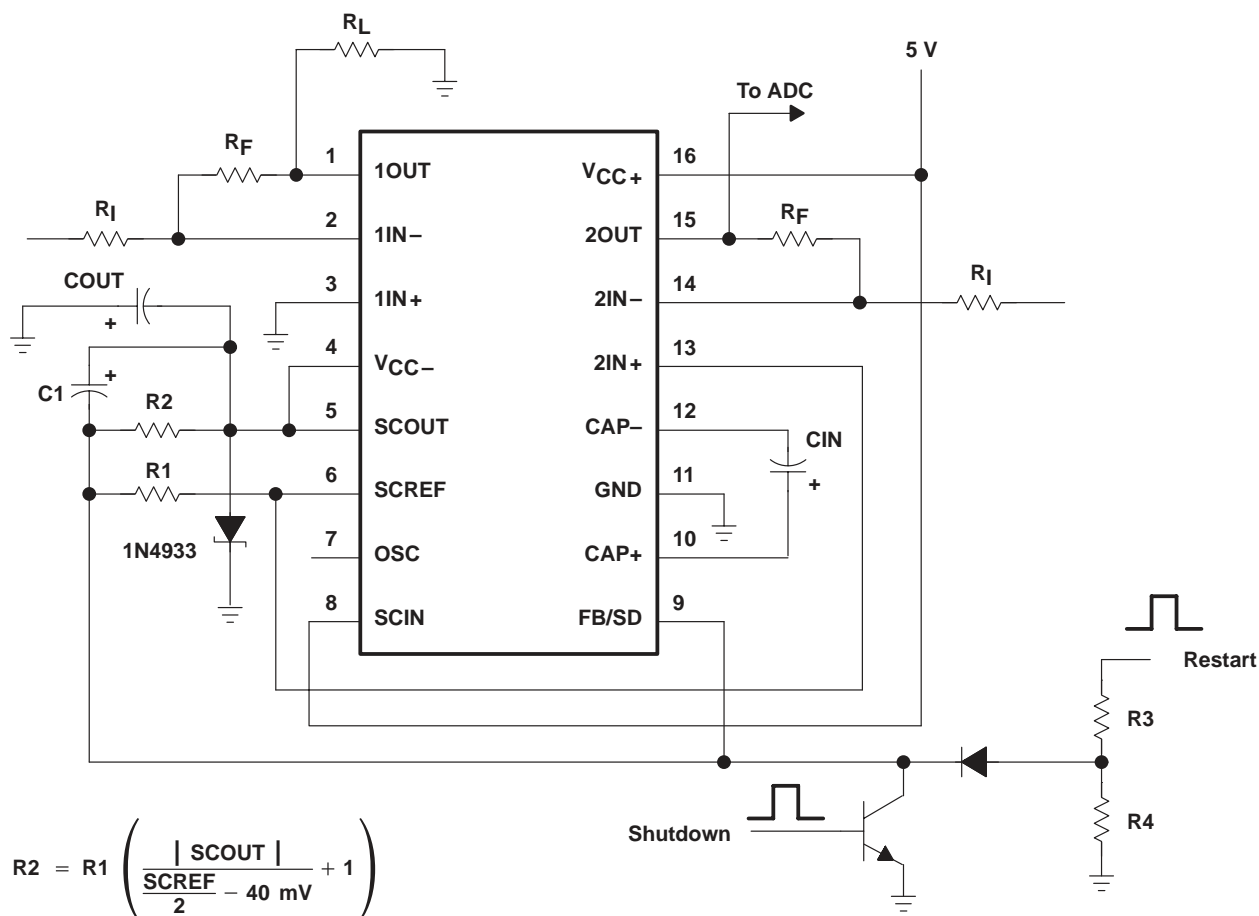 RL
5 V
To ADC
RF
1
1OUT
VCC+
16
RI
2
1IN−
2OUT
15
RF
COUT
3
1IN+
2IN−
14
RI
+
4
VCC−
2IN+
13
C1
+
R2
5
SCOUT
CAP−
12
CIN
R1
6
SCREF
GND
11
+
1N4933
7
OSC
CAP+
10
8
SCIN
FB/SD
9
Restart
R3
Shutdown
R4
R2 = R1 ( | SCOUT | / (SCREF / 2 − 40 mV) + 1 )